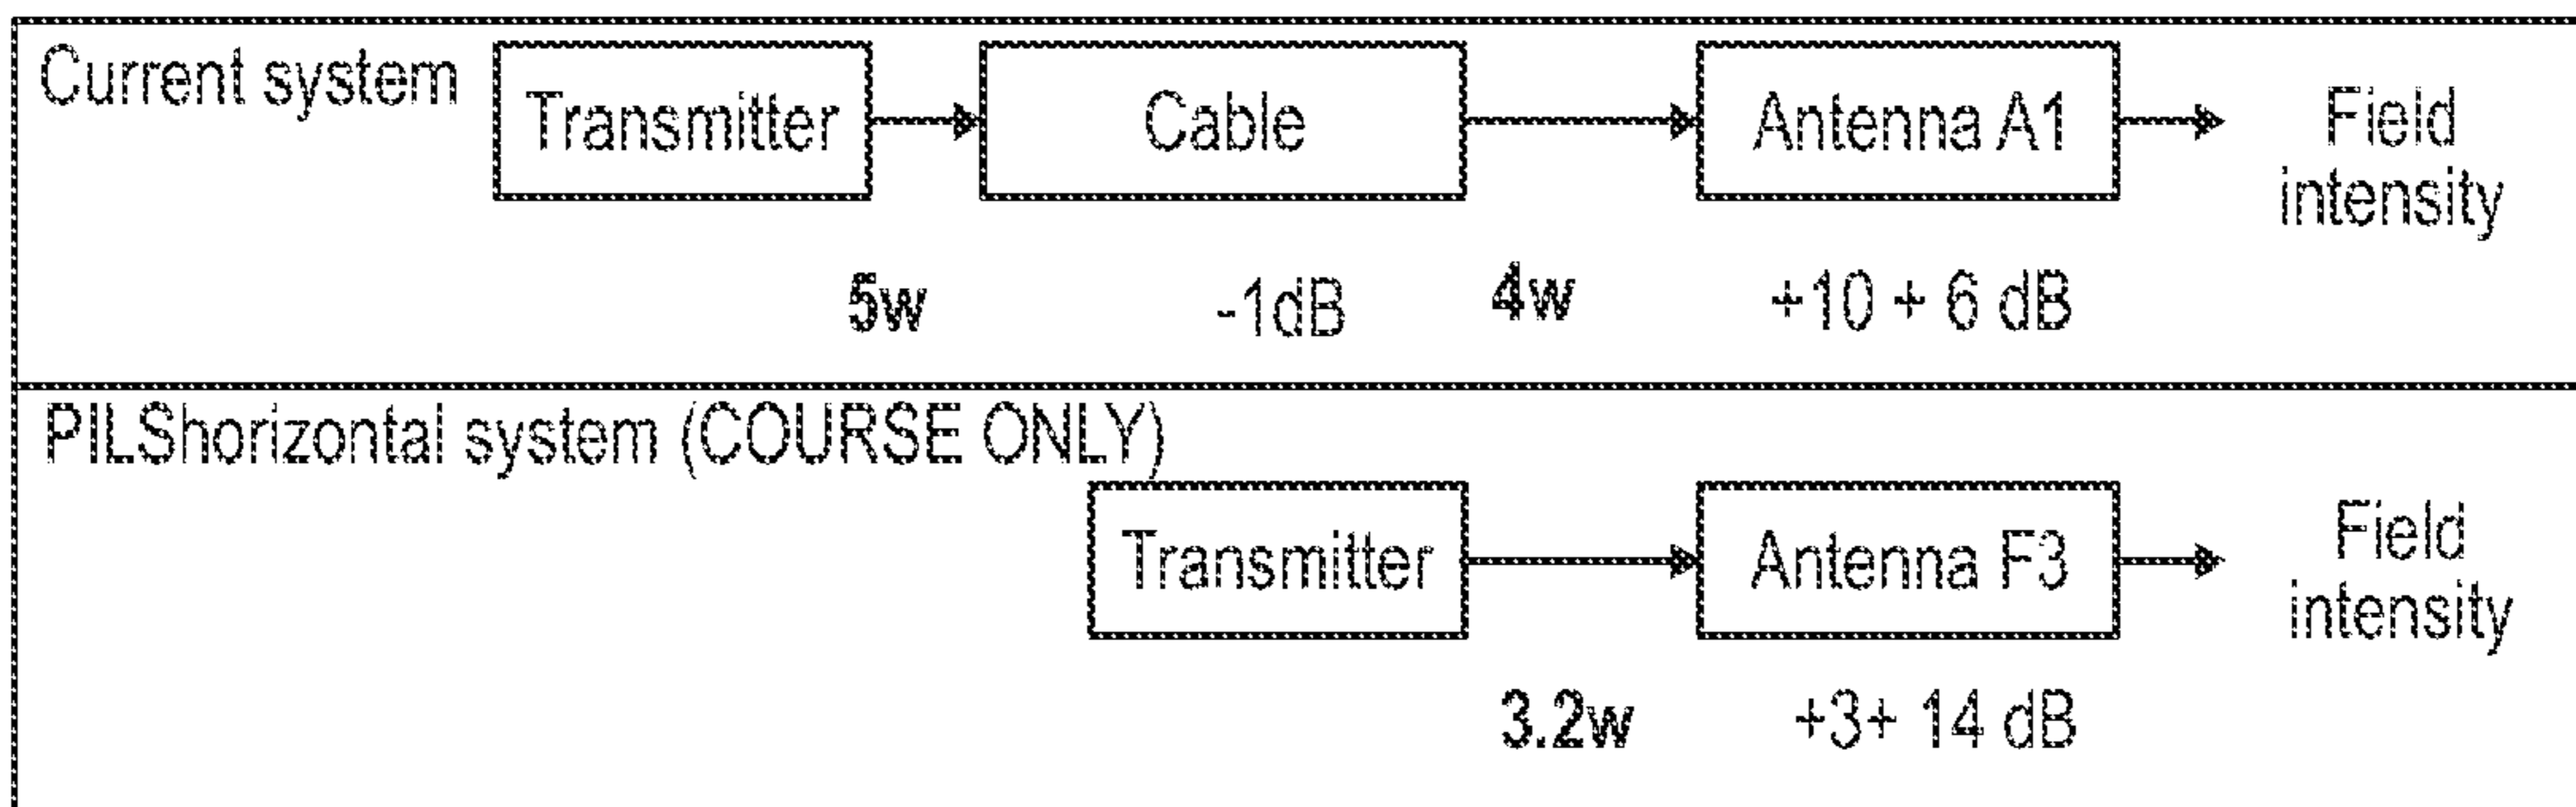 Current system
Transmitter
Cable
Antenna A1
Field
intensity
5w
-1dB
4w
+10 + 6 dB
PILShorizontal system (COURSE ONLY)
Transmitter
Antenna F3
Field
intensity
3.2w
+3+ 14 dB